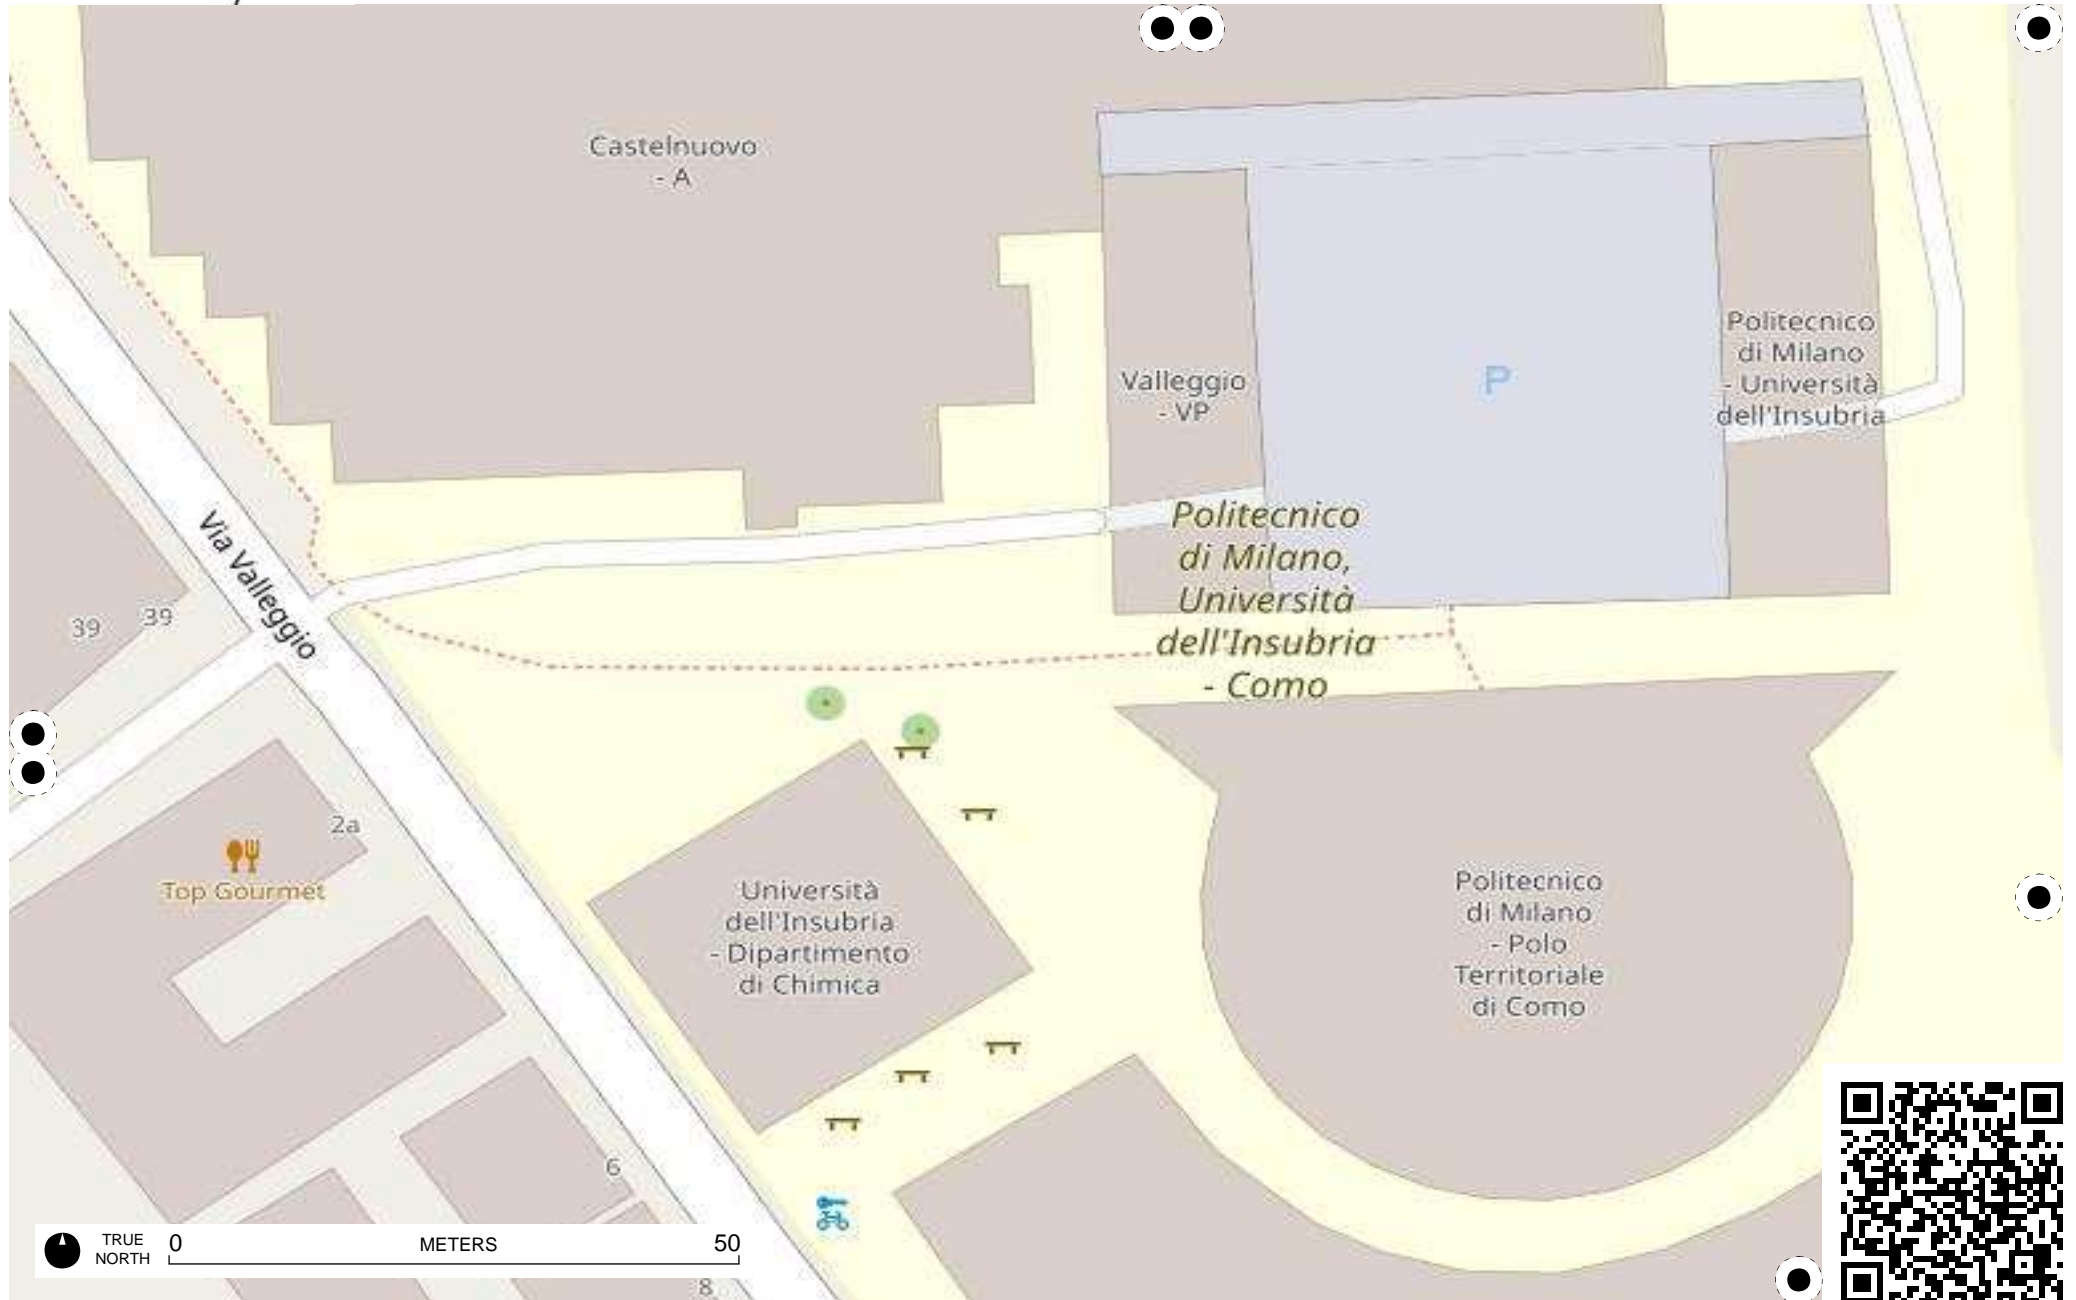 Castelnuovo
- A
Politecnico
di Milano
- Università
dell'Insubria
Valleggio
- VP
P
Politecnico
di Milano,
Università
dell'Insubria
- Como
Via Valleggio
39
39
2a
Top Gourmet
Università
dell'Insubria
- Dipartimento
di Chimica
Politecnico
di Milano
- Polo
Territoriale
di Como
6
8
TRUE
NORTH
0 METERS 50